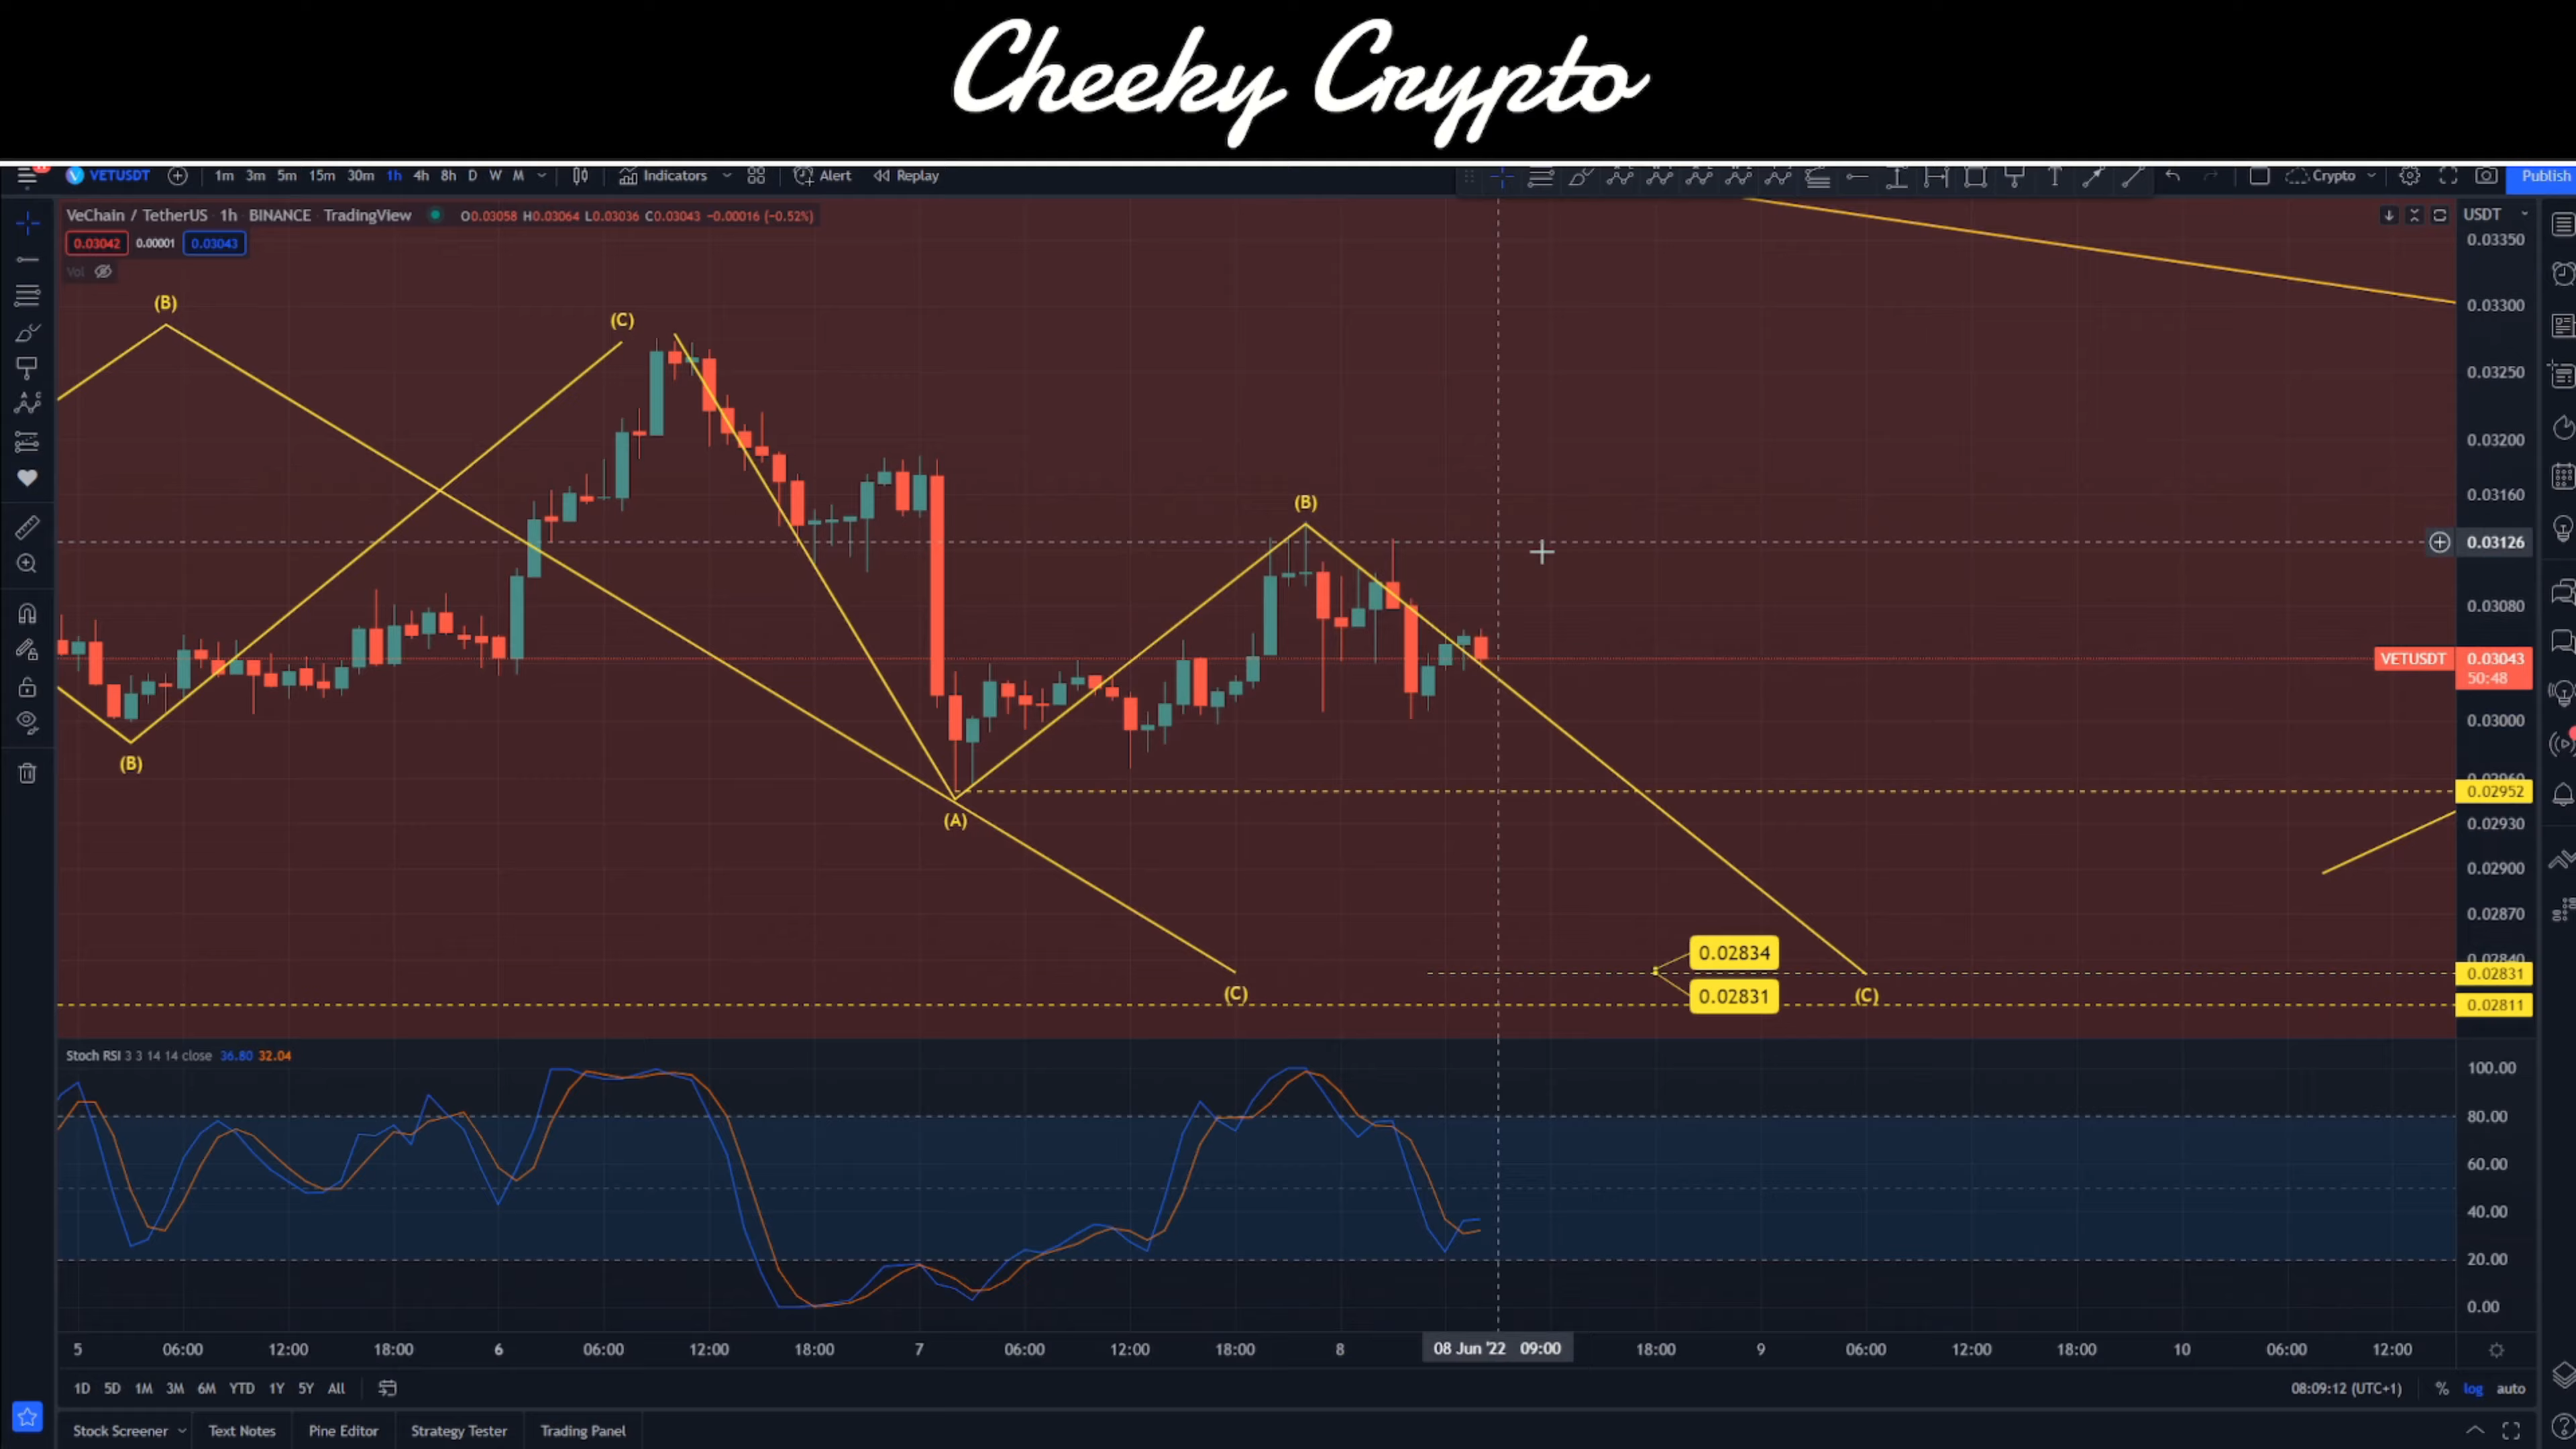 Cheeky Crypto
VETUSDT 1m 3m 5m 15m 30m 1h 4h 8h D W M Indicators Alert Replay Crypto Publish
VeChain / TetherUS · 1h · BINANCE · TradingView O0.03058 H0.03064 L0.03036 C0.03043 −0.00016 (−0.52%) USDT
0.03042 0.00001 0.03043
Vol
0.03350
(B)
0.03300
(C)
0.03250
0.03200
0.03160
(B)
0.03126
0.03080
VETUSDT 0.03043
50:48
0.03000
(B)
0.02952
(A)
0.02930
0.02900
0.02870
0.02834
0.02840
0.02831
(C)
0.02831
(C)
0.02811
Stoch RSI 3 3 14 14 close 36.80 32.04
100.00
80.00
60.00
40.00
20.00
0.00
5 06:00 12:00 18:00 6 06:00 12:00 18:00 7 06:00 12:00 18:00 8 08 Jun '22 09:00 18:00 9 06:00 12:00 18:00 10 06:00 12:00
1D 5D 1M 3M 6M YTD 1Y 5Y All 08:09:12 (UTC+1) % log auto
Stock Screener Text Notes Pine Editor Strategy Tester Trading Panel